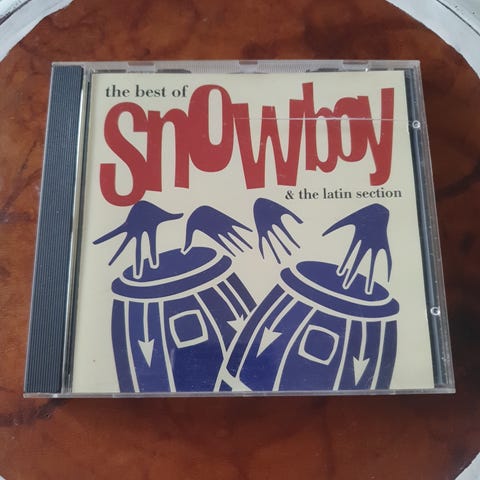 the best of
snowboy
& the latin section